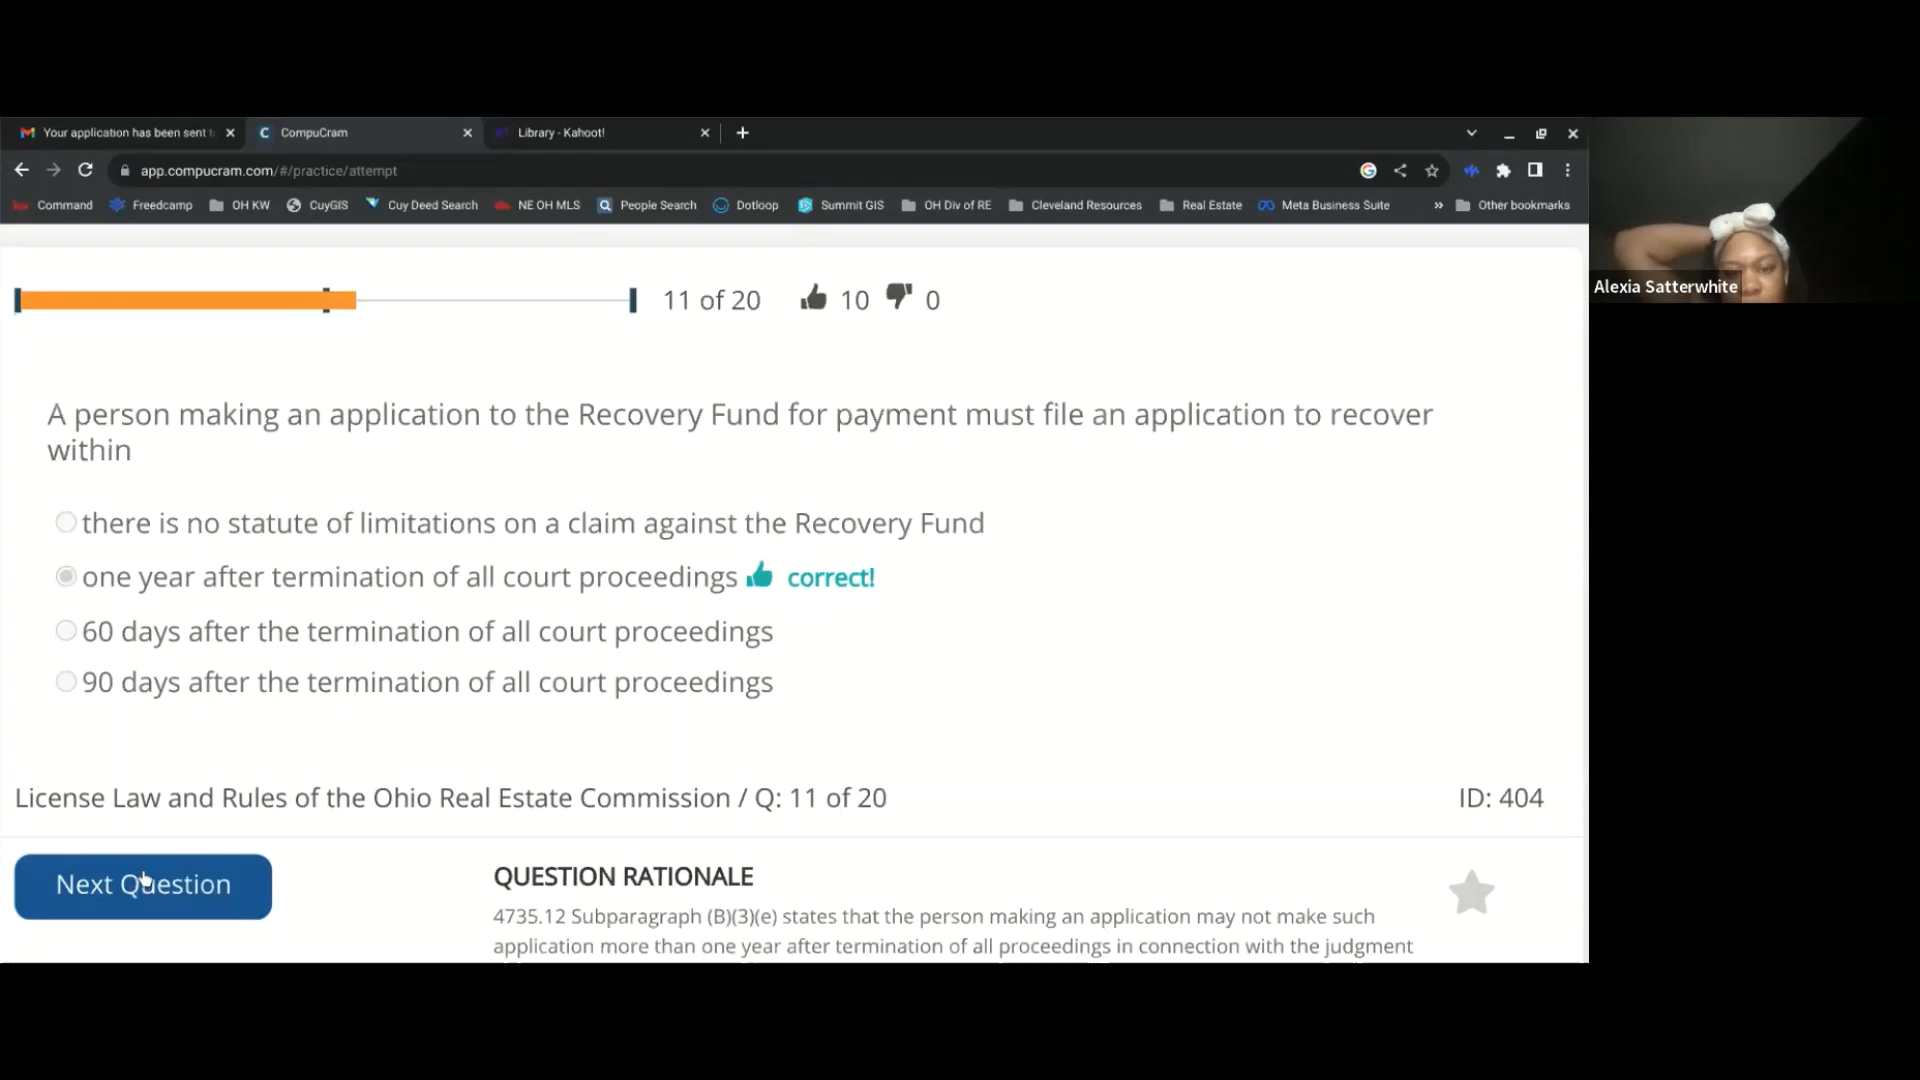 Your application has been sent t
CompuCram
Library - Kahoot!
app.compucram.com/#/practice/attempt
Command
Freedcamp
OH KW
CuyGIS
Cuy Deed Search
NE OH MLS
People Search
Dotloop
Summit GIS
OH Div of RE
Cleveland Resources
Real Estate
Meta Business Suite
»
Other bookmarks
11 of 20
10
0
Alexia Satterwhite
A person making an application to the Recovery Fund for payment must file an application to recover
within
there is no statute of limitations on a claim against the Recovery Fund
one year after termination of all court proceedings correct!
60 days after the termination of all court proceedings
90 days after the termination of all court proceedings
License Law and Rules of the Ohio Real Estate Commission / Q: 11 of 20
ID: 404
Next Question
QUESTION RATIONALE
4735.12 Subparagraph (B)(3)(e) states that the person making an application may not make such
application more than one year after termination of all proceedings in connection with the judgment